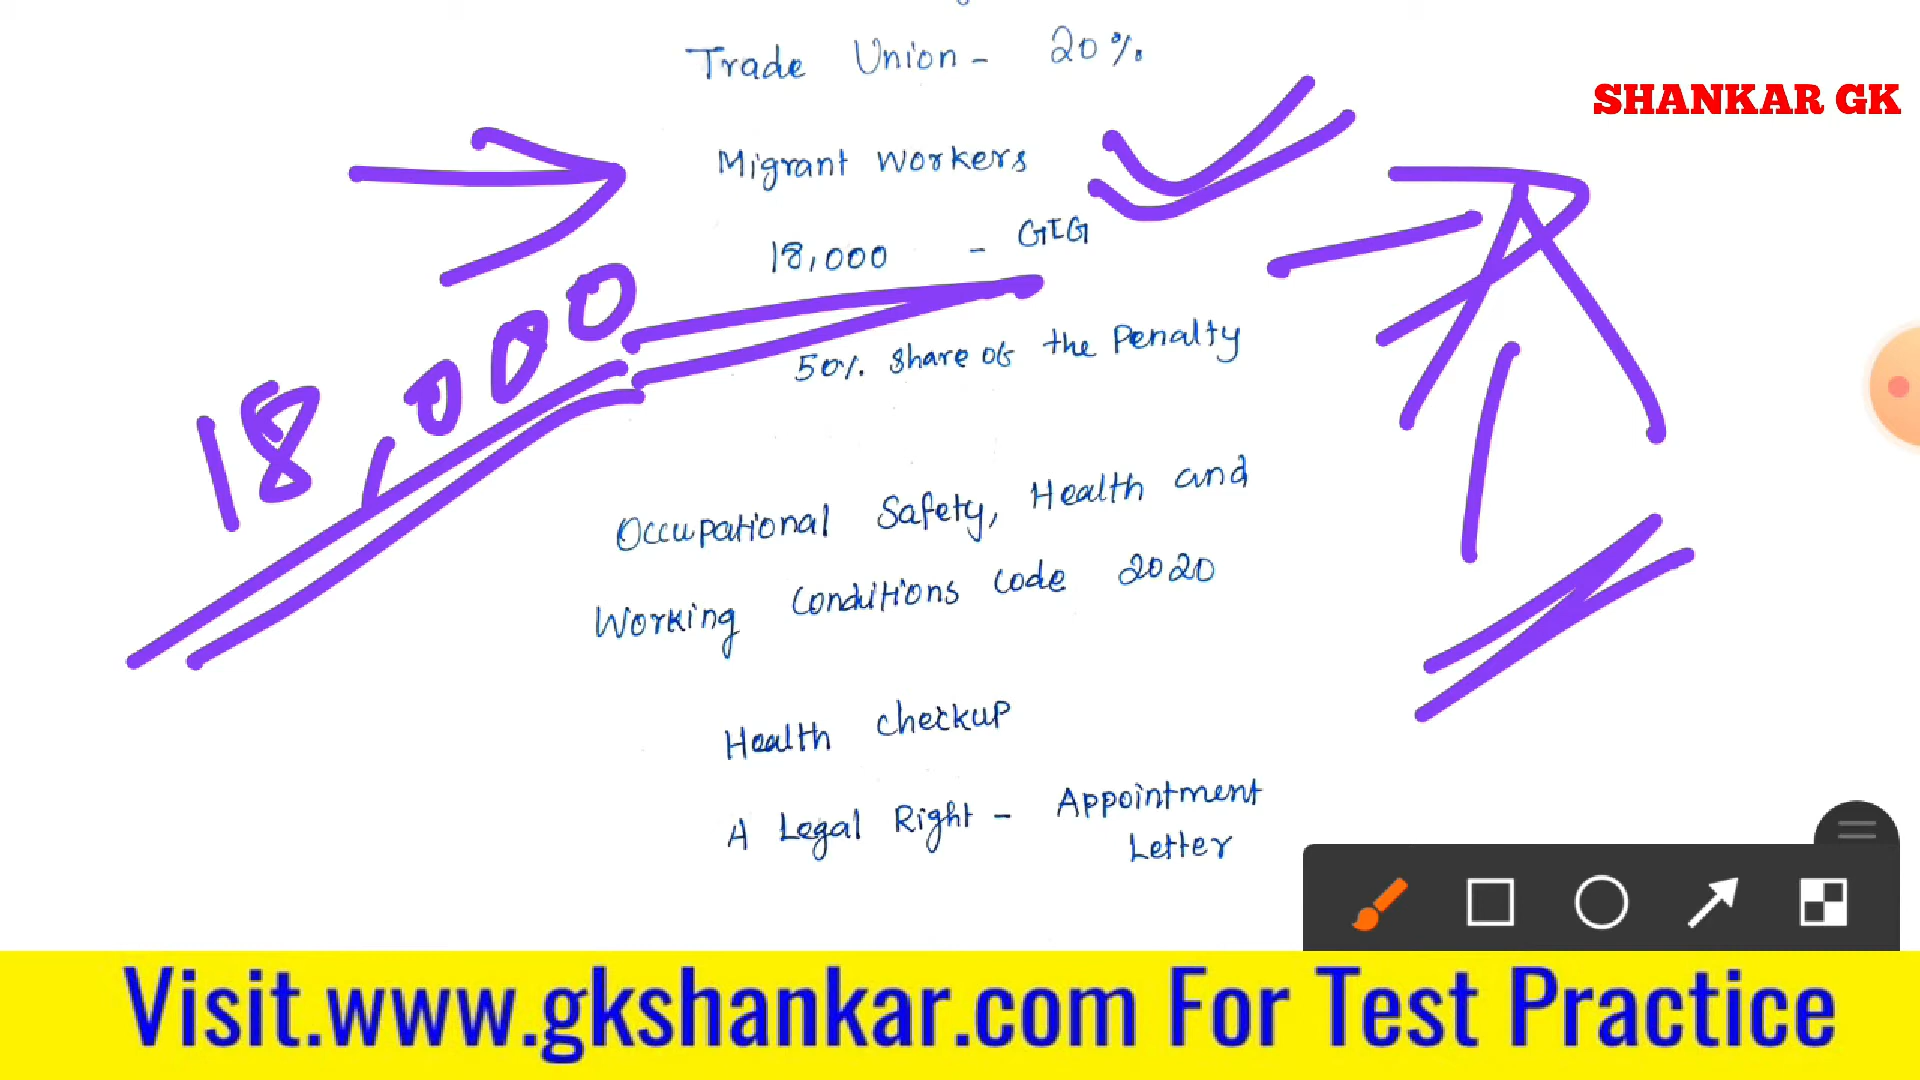 Trade Union - 20%
SHANKAR GK
Migrant Workers
18,000 - GIG
18,000
50% share of the Penalty
Occupational Safety, Health and
Working Conditions Code 2020
Health checkup
A Legal Right - Appointment
Letter
Visit.www.gkshankar.com For Test Practice